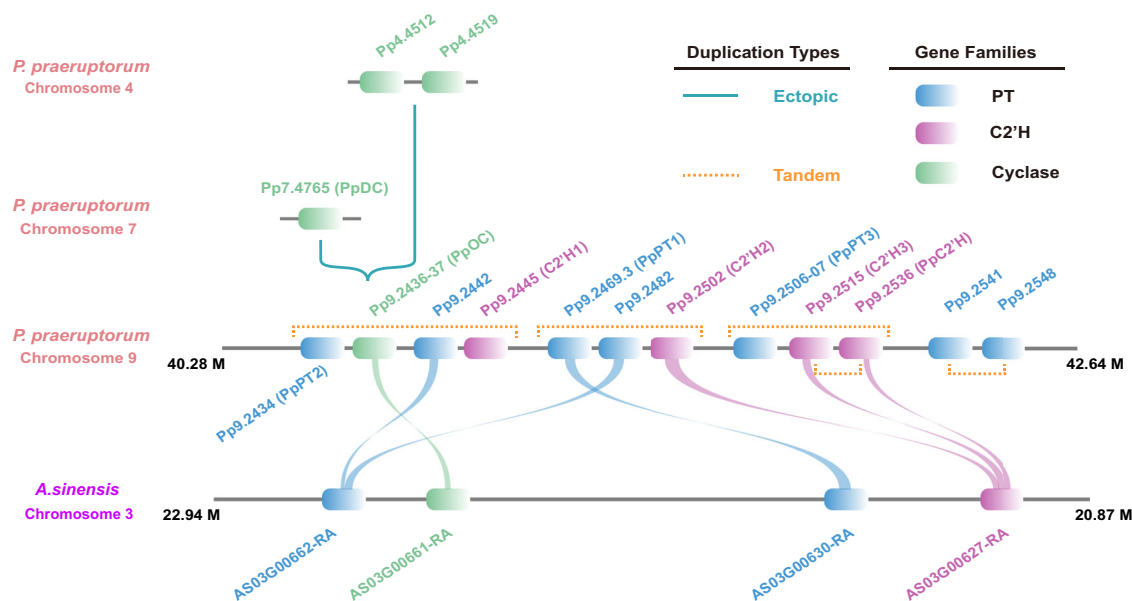 Pp4.4512
Pp4.4519
P. praeruptorum
Chromosome 4
Duplication Types
Gene Families
Ectopic
PT
C2'H
Tandem
Cyclase
Pp7.4765 (PpDC)
P. praeruptorum
Chromosome 7
Pp9.2436-37 (PpOC)
Pp9.2442
Pp9.2445 (C2'H1)
Pp9.2469.3 (PpPT1)
Pp9.2482
Pp9.2502 (C2'H2)
Pp9.2506-07 (PpPT3)
Pp9.2515 (C2'H3)
Pp9.2536 (PpC2'H)
Pp9.2541
Pp9.2548
P. praeruptorum
Chromosome 9
40.28 M
42.64 M
Pp9.2434 (PpPT2)
A.sinensis
Chromosome 3
22.94 M
20.87 M
AS03G00662-RA
AS03G00661-RA
AS03G00630-RA
AS03G00627-RA